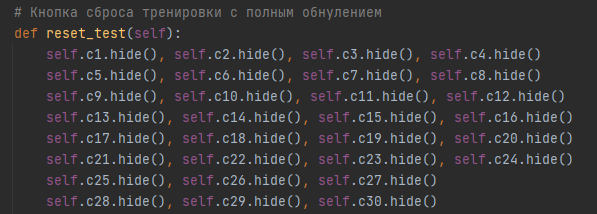 # Кнопка сброса тренировки с полным обнулением
def reset_test(self):
self.c1.hide(), self.c2.hide(), self.c3.hide(), self.c4.hide()
self.c5.hide(), self.c6.hide(), self.c7.hide(), self.c8.hide()
self.c9.hide(), self.c10.hide(), self.c11.hide(), self.c12.hide()
self.c13.hide(), self.c14.hide(), self.c15.hide(), self.c16.hide()
self.c17.hide(), self.c18.hide(), self.c19.hide(), self.c20.hide()
self.c21.hide(), self.c22.hide(), self.c23.hide(), self.c24.hide()
self.c25.hide(), self.c26.hide(), self.c27.hide()
self.c28.hide(), self.c29.hide(), self.c30.hide()